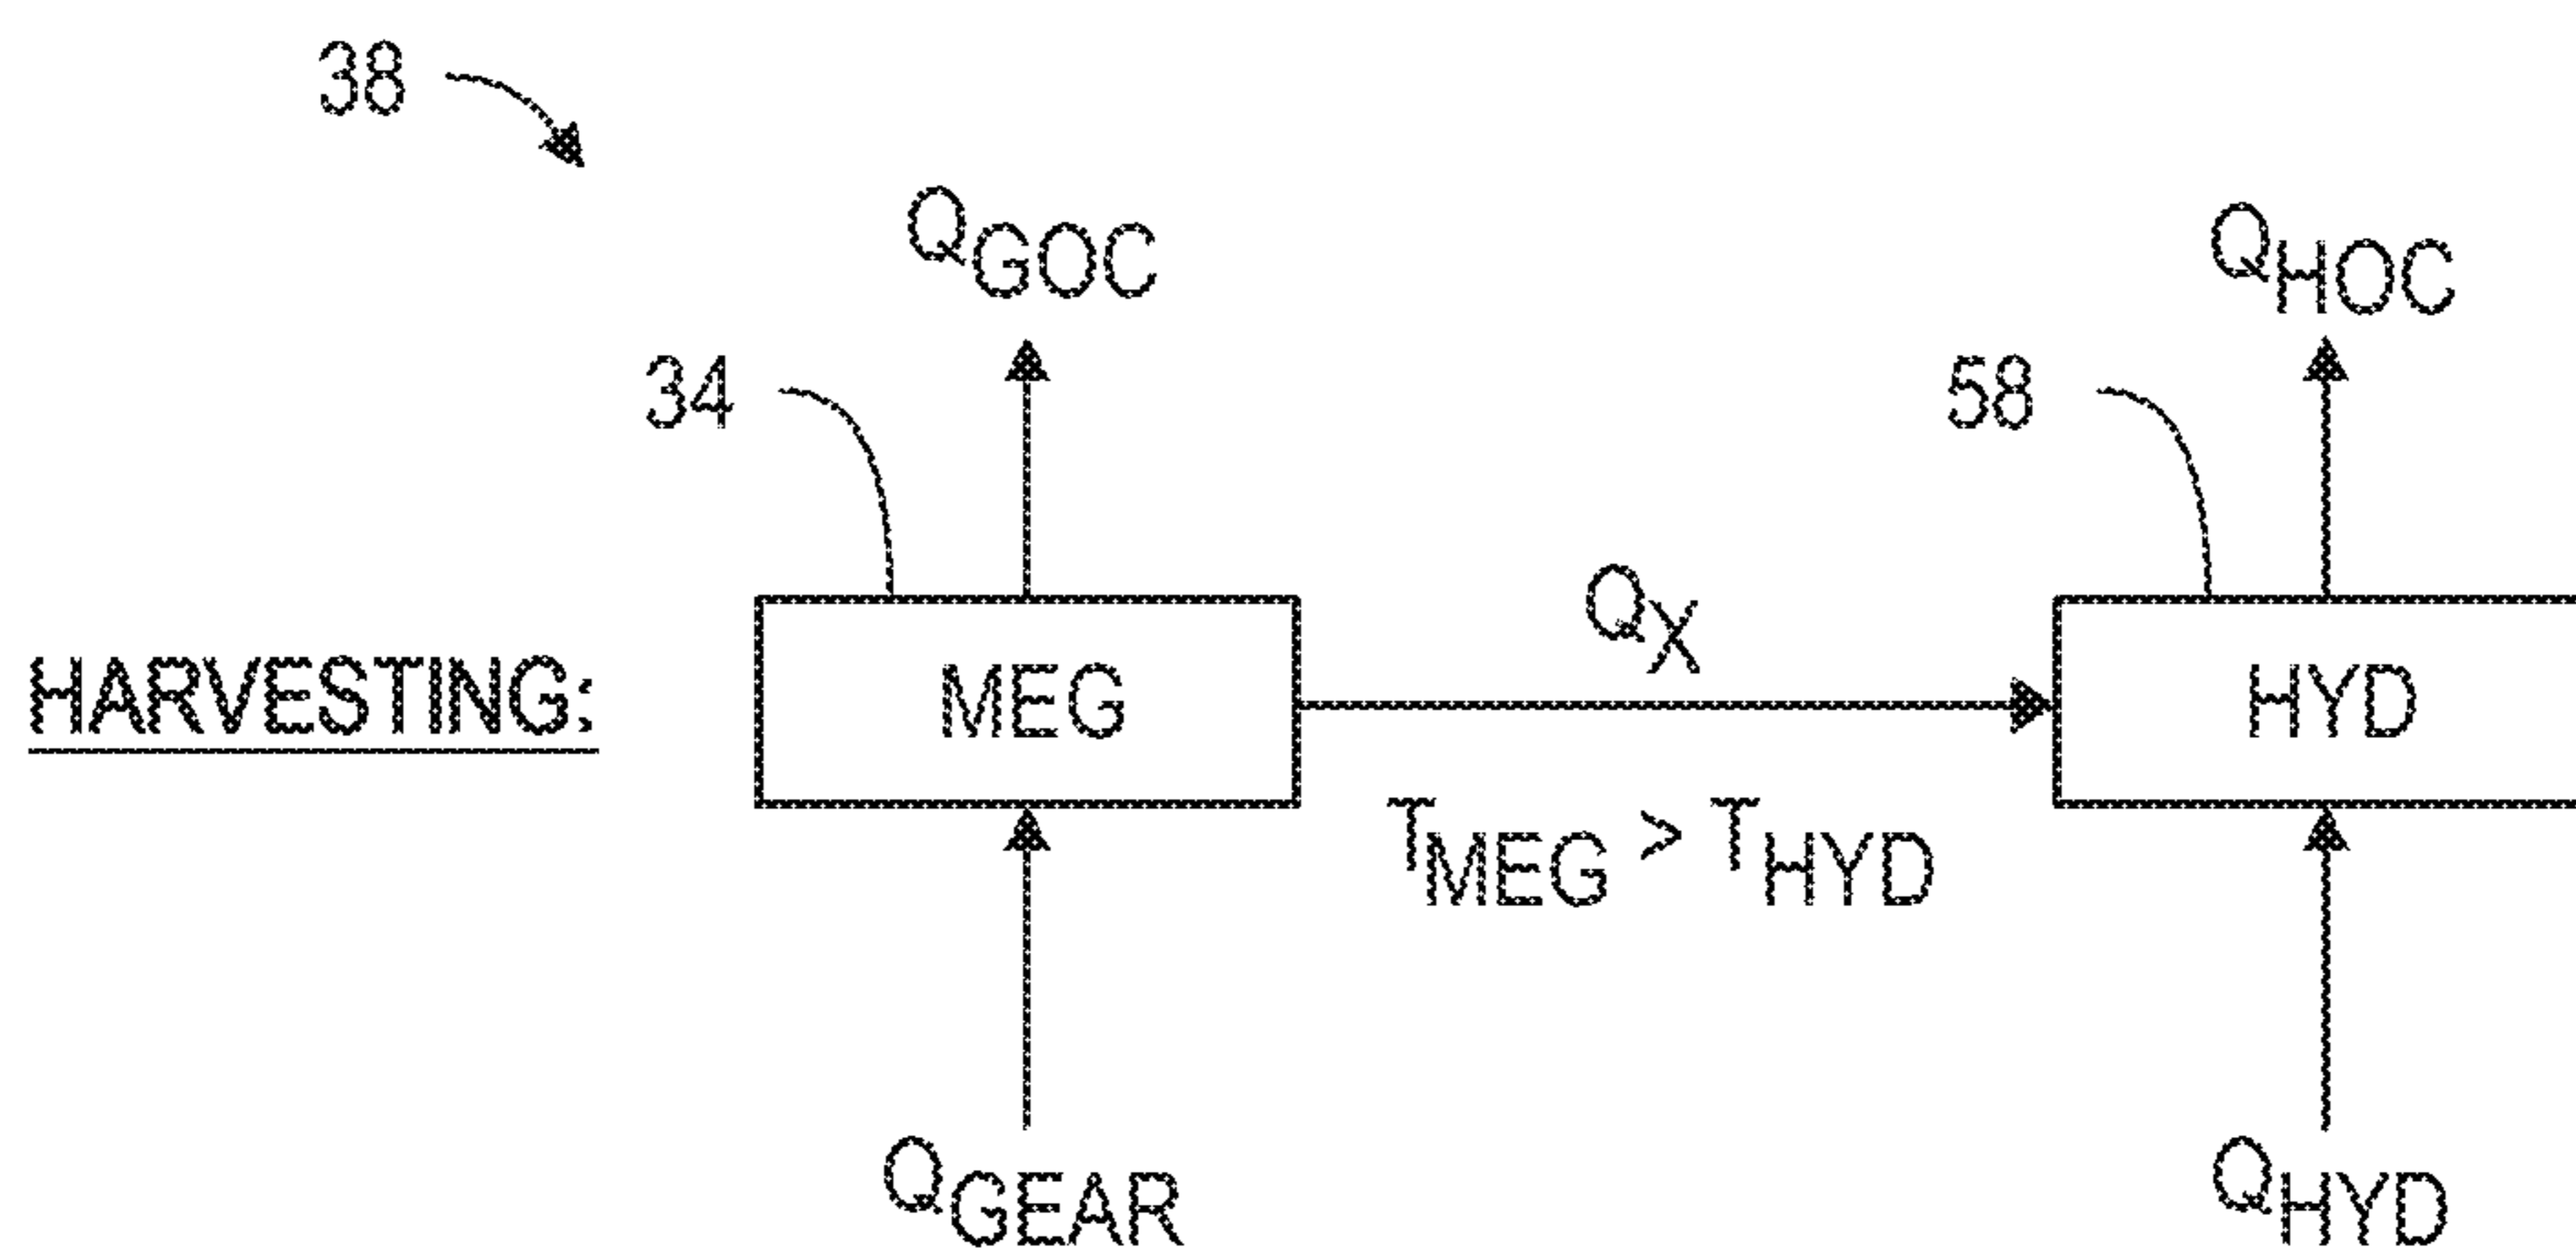 38
QGOC
QHOC
34
58
QX
HARVESTING:
MEG
HYD
TMEG > THYD
QGEAR
QHYD